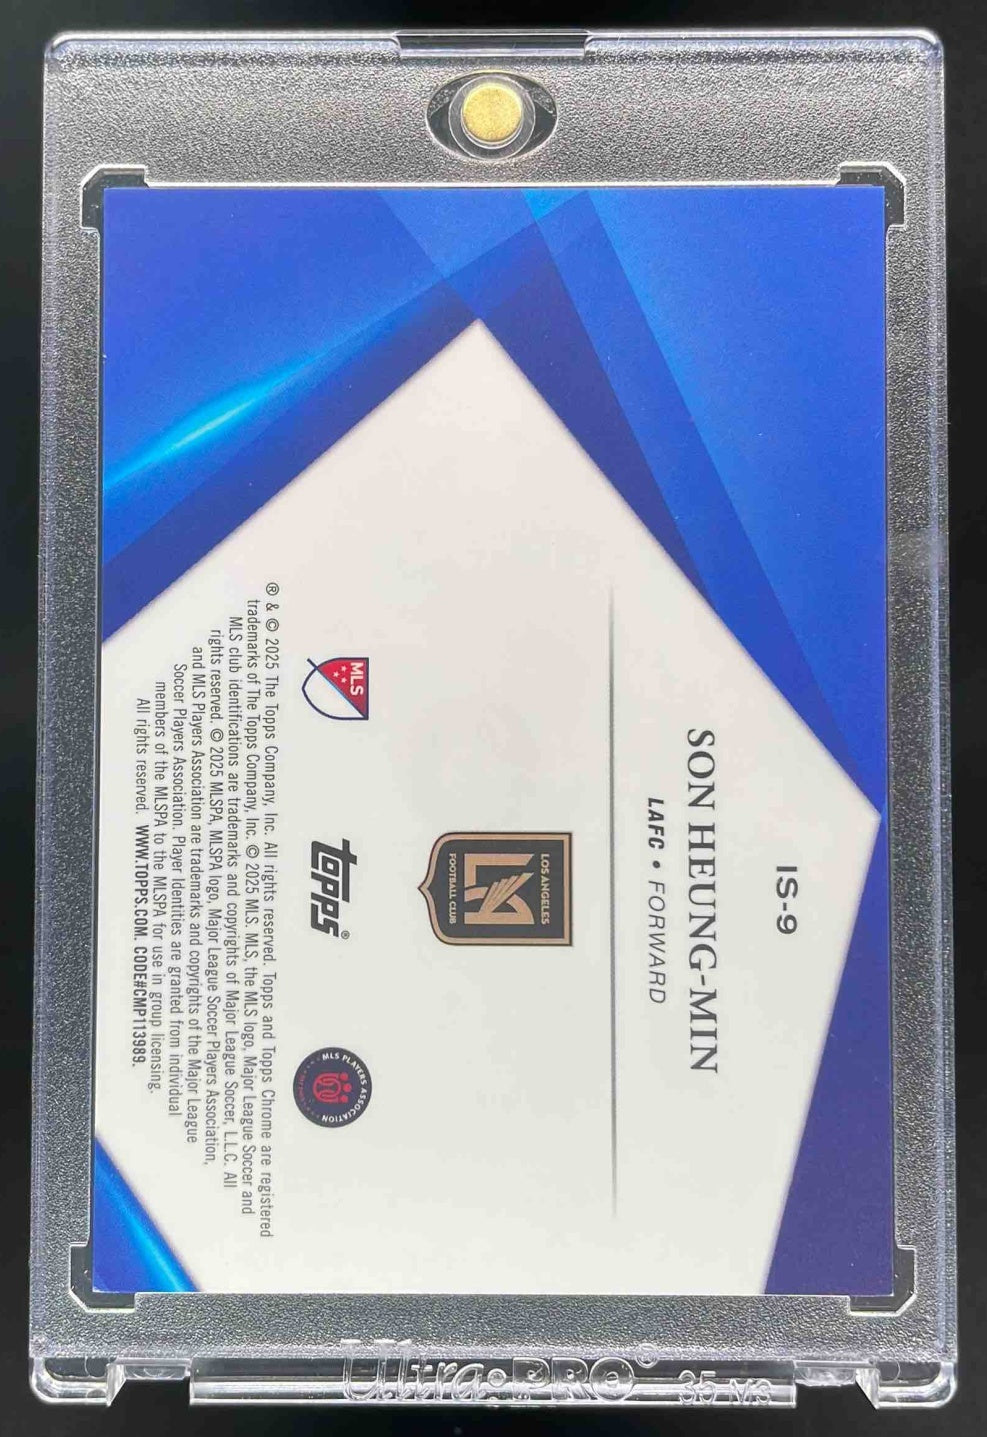 IS-9
SON HEUNG-MIN
LAFC • FORWARD
LOS ANGELES
LA
FOOTBALL CLUB
MLS
topps®
MLS PLAYERS ASSOCIATION
® & © 2025 The Topps Company, Inc. All rights reserved. Topps and Topps Chrome are registered
trademarks of The Topps Company, Inc. © 2025 MLS. MLS, the MLS logo, Major League Soccer and
MLS club identifications are trademarks and copyrights of Major League Soccer, L.L.C. All
rights reserved. © 2025 MLSPA, MLSPA logo, Major League Soccer Players Association,
and MLS Players Association are trademarks and copyrights of the Major League
Soccer Players Association. Player Identities are granted from individual
members of the MLSPA to the MLSPA for use in group licensing.
All rights reserved. WWW.TOPPS.COM. CODE#CMP113989.
Ultra•PRO® 35